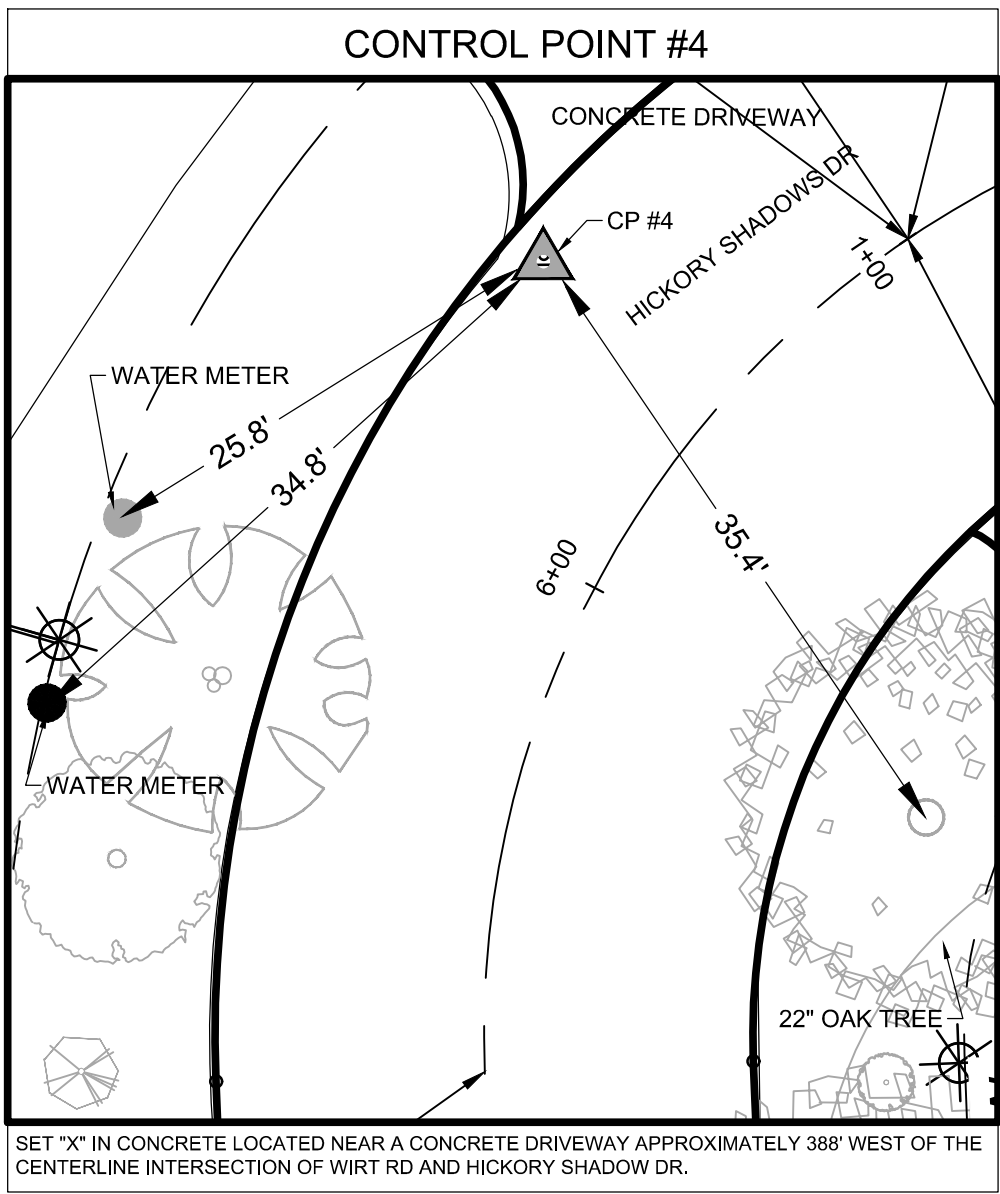 CONTROL POINT #4
CONCRETE DRIVEWAY
HICKORY SHADOWS DR
CP #4
1+00
WATER METER
25.8'
34.8'
35.4'
6+00
WATER METER
22" OAK TREE
SET "X" IN CONCRETE LOCATED NEAR A CONCRETE DRIVEWAY APPROXIMATELY 388' WEST OF THE
CENTERLINE INTERSECTION OF WIRT RD AND HICKORY SHADOW DR.